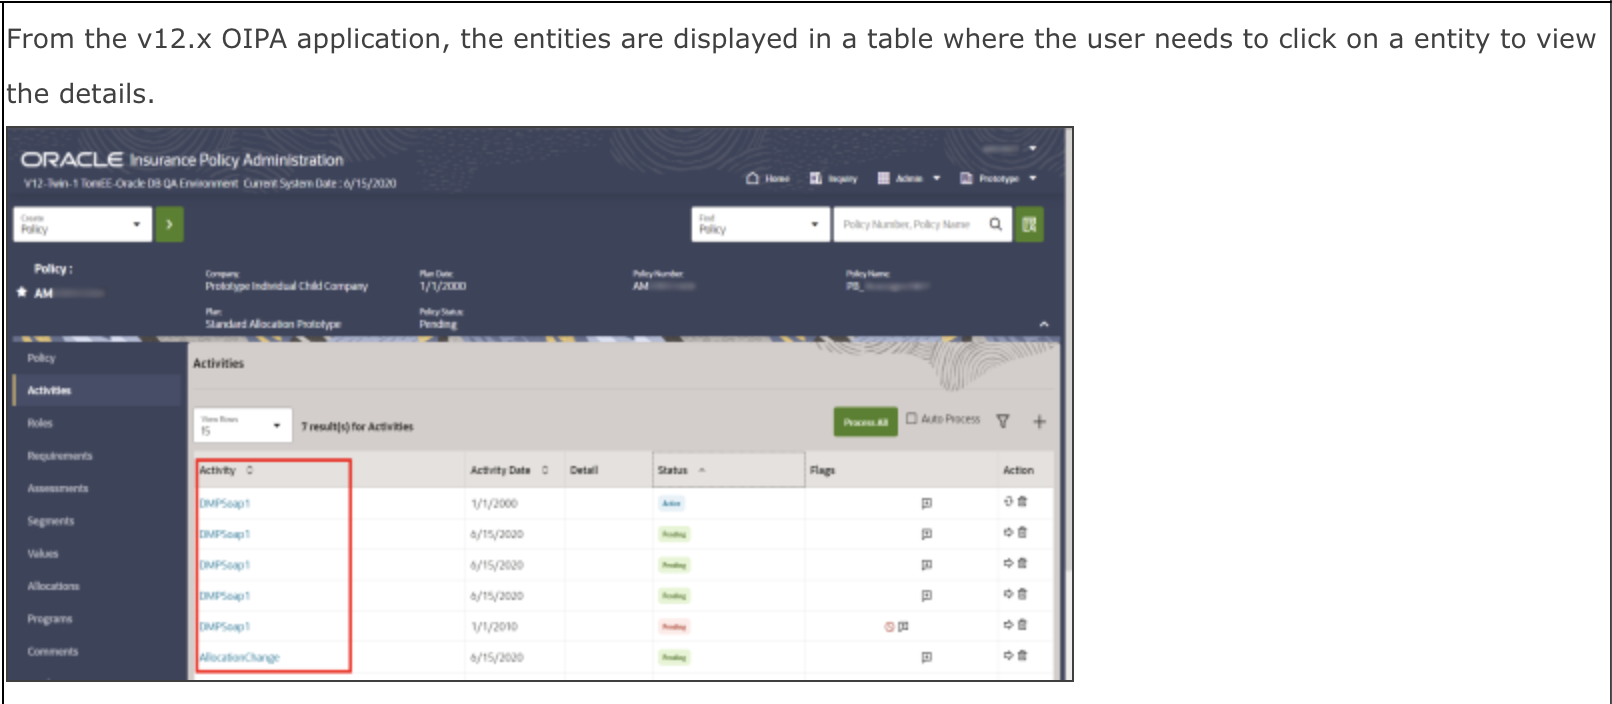 From the v12.x OIPA application, the entities are displayed in a table where the user needs to click on a entity to view
the details.
ORACLE Insurance Policy Administration
V12-Twin-1 TomEE-Oracle DB QA Environment Current System Date : 6/15/2020
Home Inquiry Admin Prototype
Create
Policy
Find
Policy
Policy Number, Policy Name
Policy :
AM
Company:
Prototype Individual Child Company
Plan Date:
1/1/2000
Policy Number:
AM
Policy Name:
PB_
Plan:
Standard Allocation Prototype
Policy Status:
Pending
Policy
Activities
Roles
Requirements
Assessments
Segments
Values
Allocations
Programs
Comments
Activities
View Rows
15
7 result(s) for Activities
Process All
Auto Process
Activity Activity Date Detail Status Flags Action
DMPSoap1 1/1/2000 Active
DMPSoap1 6/15/2020 Pending
DMPSoap1 6/15/2020 Pending
DMPSoap1 6/15/2020 Pending
DMPSoap1 1/1/2010 Pending
AllocationChange 6/15/2020 Pending